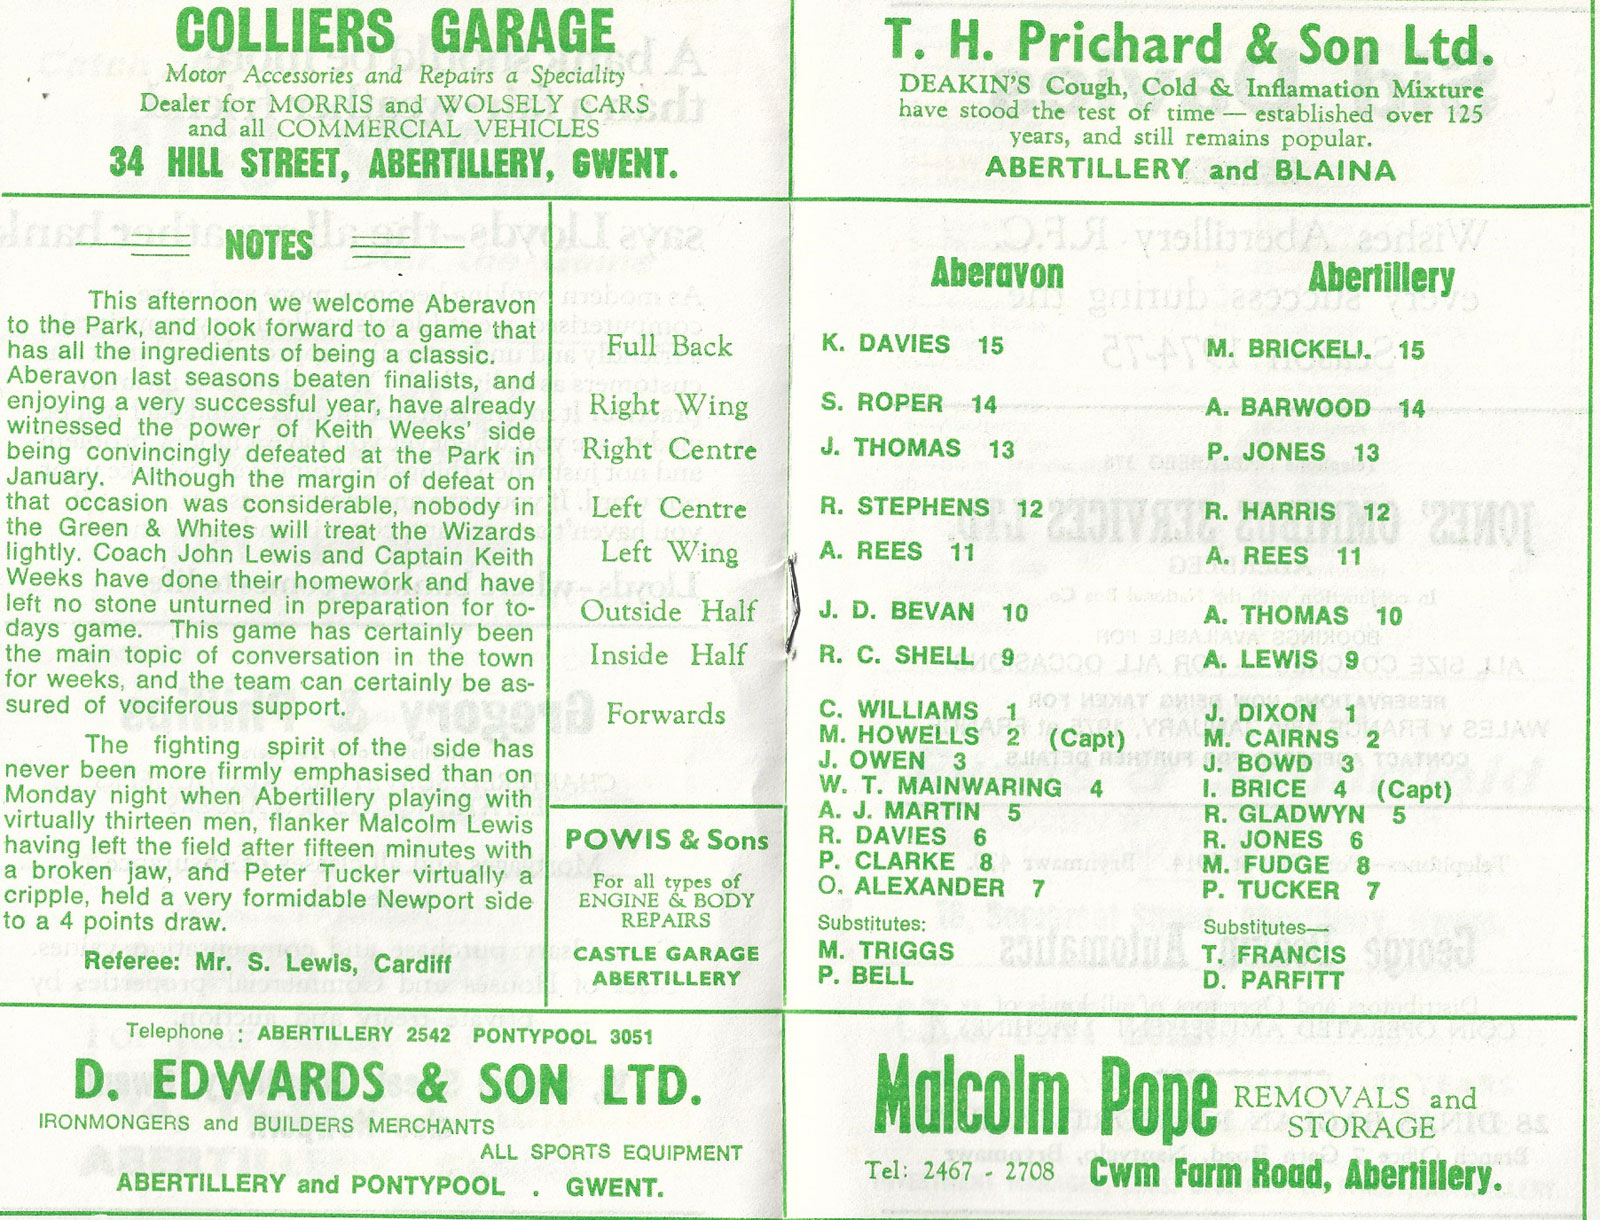 COLLIERS GARAGE
Motor Accessories and Repairs a Speciality
Dealer for MORRIS and WOLSELY CARS
and all COMMERCIAL VEHICLES
34 HILL STREET, ABERTILLERY, GWENT.
T. H. Prichard & Son Ltd.
DEAKIN'S Cough, Cold & Inflamation Mixture
have stood the test of time — established over 125
years, and still remains popular.
ABERTILLERY and BLAINA
NOTES
This afternoon we welcome Aberavon
to the Park, and look forward to a game that
has all the ingredients of being a classic.
Aberavon last seasons beaten finalists, and
enjoying a very successful year, have already
witnessed the power of Keith Weeks' side
being convincingly defeated at the Park in
January. Although the margin of defeat on
that occasion was considerable, nobody in
the Green & Whites will treat the Wizards
lightly. Coach John Lewis and Captain Keith
Weeks have done their homework and have
left no stone unturned in preparation for to-
days game. This game has certainly been
the main topic of conversation in the town
for weeks, and the team can certainly be as-
sured of vociferous support.
The fighting spirit of the side has
never been more firmly emphasised than on
Monday night when Abertillery playing with
virtually thirteen men, flanker Malcolm Lewis
having left the field after fifteen minutes with
a broken jaw, and Peter Tucker virtually a
cripple, held a very formidable Newport side
to a 4 points draw.
Referee: Mr. S. Lewis, Cardiff
Aberavon Abertillery
Full Back K. DAVIES 15 M. BRICKELL 15
Right Wing S. ROPER 14 A. BARWOOD 14
Right Centre J. THOMAS 13 P. JONES 13
Left Centre R. STEPHENS 12 R. HARRIS 12
Left Wing A. REES 11 A. REES 11
Outside Half J. D. BEVAN 10 A. THOMAS 10
Inside Half R. C. SHELL 9 A. LEWIS 9
Forwards C. WILLIAMS 1 J. DIXON 1
M. HOWELLS 2 (Capt) M. CAIRNS 2
J. OWEN 3 J. BOWD 3
W. T. MAINWARING 4 I. BRICE 4 (Capt)
A. J. MARTIN 5 R. GLADWYN 5
R. DAVIES 6 R. JONES 6
P. CLARKE 8 M. FUDGE 8
O. ALEXANDER 7 P. TUCKER 7
Substitutes: Substitutes—
M. TRIGGS T. FRANCIS
P. BELL D. PARFITT
POWIS & Sons
For all types of
ENGINE & BODY
REPAIRS
CASTLE GARAGE
ABERTILLERY
Telephone : ABERTILLERY 2542 PONTYPOOL 3051
D. EDWARDS & SON LTD.
IRONMONGERS and BUILDERS MERCHANTS
ALL SPORTS EQUIPMENT
ABERTILLERY and PONTYPOOL . GWENT.
Malcolm Pope REMOVALS and
STORAGE
Tel: 2467 - 2708 Cwm Farm Road, Abertillery.